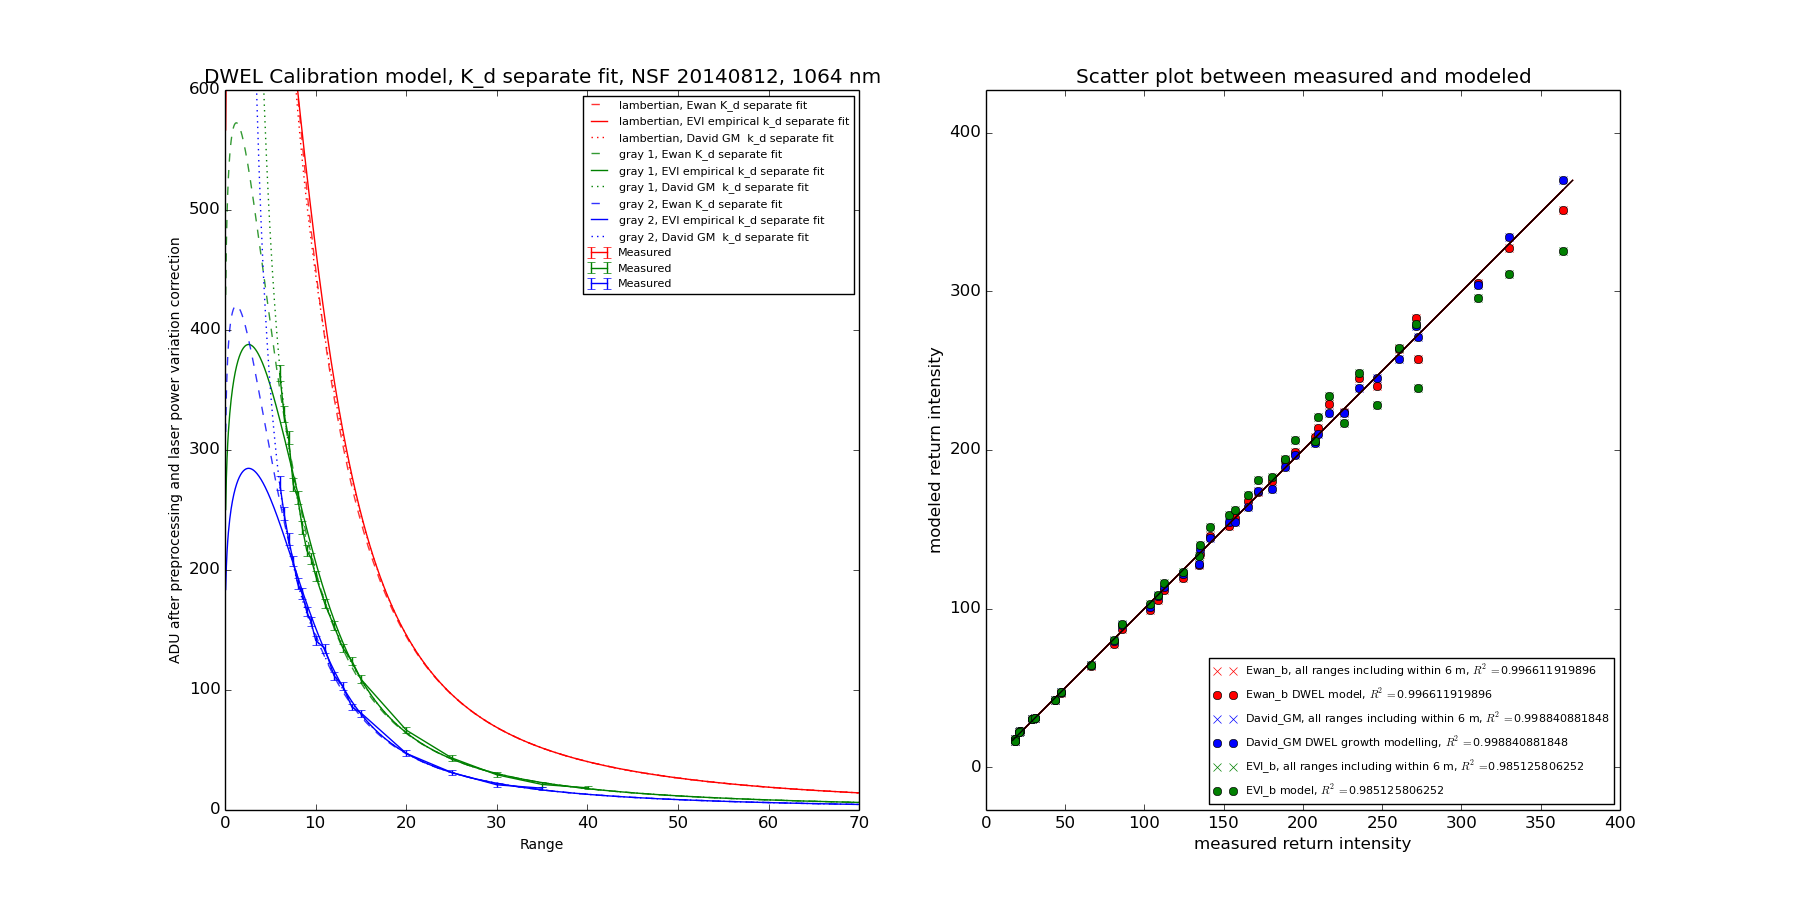 DWEL Calibration model, K_d separate fit, NSF 20140812, 1064 nm
600
500
400
300
200
100
0
ADU after preprocessing and laser power variation correction
lambertian, Ewan K_d separate fit
lambertian, EVI empirical k_d separate fit
lambertian, David GM  k_d separate fit
gray 1, Ewan K_d separate fit
gray 1, EVI empirical k_d separate fit
gray 1, David GM  k_d separate fit
gray 2, Ewan K_d separate fit
gray 2, EVI empirical k_d separate fit
gray 2, David GM  k_d separate fit
Measured
Measured
Measured
0 10 20 30 40 50 60 70
Range
Scatter plot between measured and modeled
400
300
200
100
0
modeled return intensity
Ewan_b, all ranges including within 6 m, R² =0.996611919896
Ewan_b DWEL model, R² =0.996611919896
David_GM, all ranges including within 6 m, R² =0.998840881848
David_GM DWEL growth modelling, R² =0.998840881848
EVI_b, all ranges including within 6 m, R² =0.985125806252
EVI_b model, R² =0.985125806252
0 50 100 150 200 250 300 350 400
measured return intensity